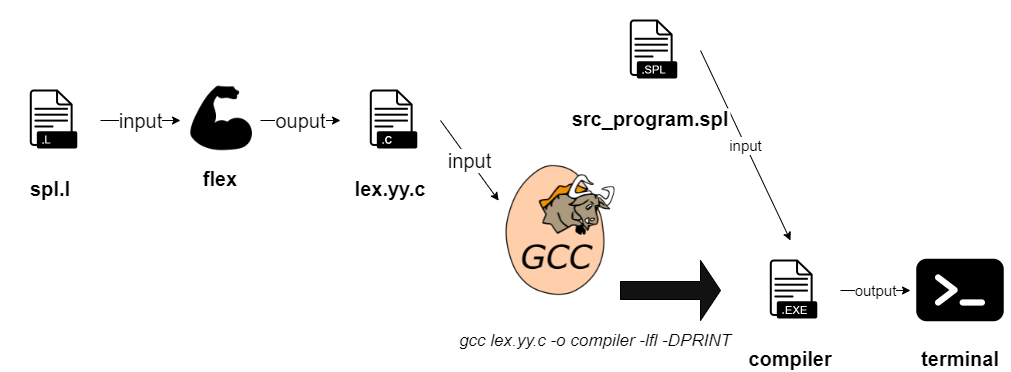 .SPL
src_program.spl
input
.L
input
ouput
.C
spl.l
flex
lex.yy.c
input
GCC
gcc lex.yy.c -o compiler -lfl -DPRINT
.EXE
output
compiler
terminal